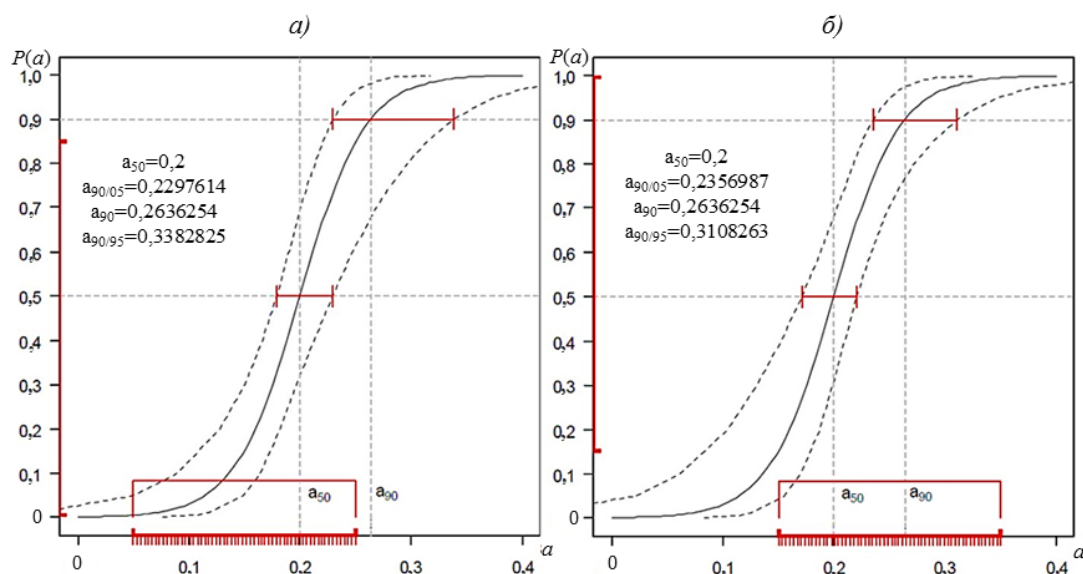 а)
P(a)
1,0
0,9
0,8
0,7
0,6
0,5
0,4
0,3
0,2
0,1
0
a50=0,2
a90/05=0,2297614
a90=0,2636254
a90/95=0,3382825
a50 a90
0 0,1 0,2 0,3 0,4 a
б)
P(a)
1,0
0,9
0,8
0,7
0,6
0,5
0,4
0,3
0,2
0,1
0
a50=0,2
a90/05=0,2356987
a90=0,2636254
a90/95=0,3108263
a50 a90
0 0,1 0,2 0,3 0,4 a